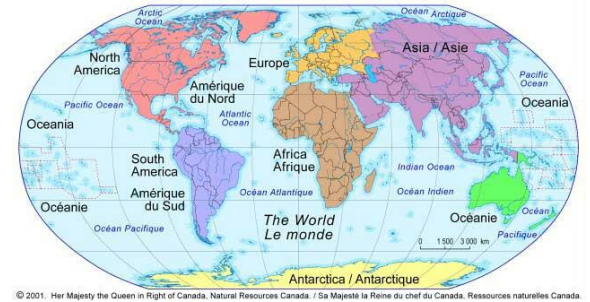 Arctic
Océan
Océan Arctique
North
America
Europe
Asia / Asie
Amérique
du Nord
Pacific
Ocean
Pacific Ocean
Atlantic
Ocean
Oceania
Oceania
South
America
Africa
Afrique
Indian Ocean
Amérique
du Sud
Océan Atlantique
Océan Indien
Océanie
Océanie
Océan
Pacifique
Océan Pacifique
The World
Le monde
0 1 500 3 000 km
Antarctica / Antarctique
© 2001. Her Majesty the Queen in Right of Canada, Natural Resources Canada. / Sa Majesté la Reine du chef du Canada, Ressources naturelles Canada.